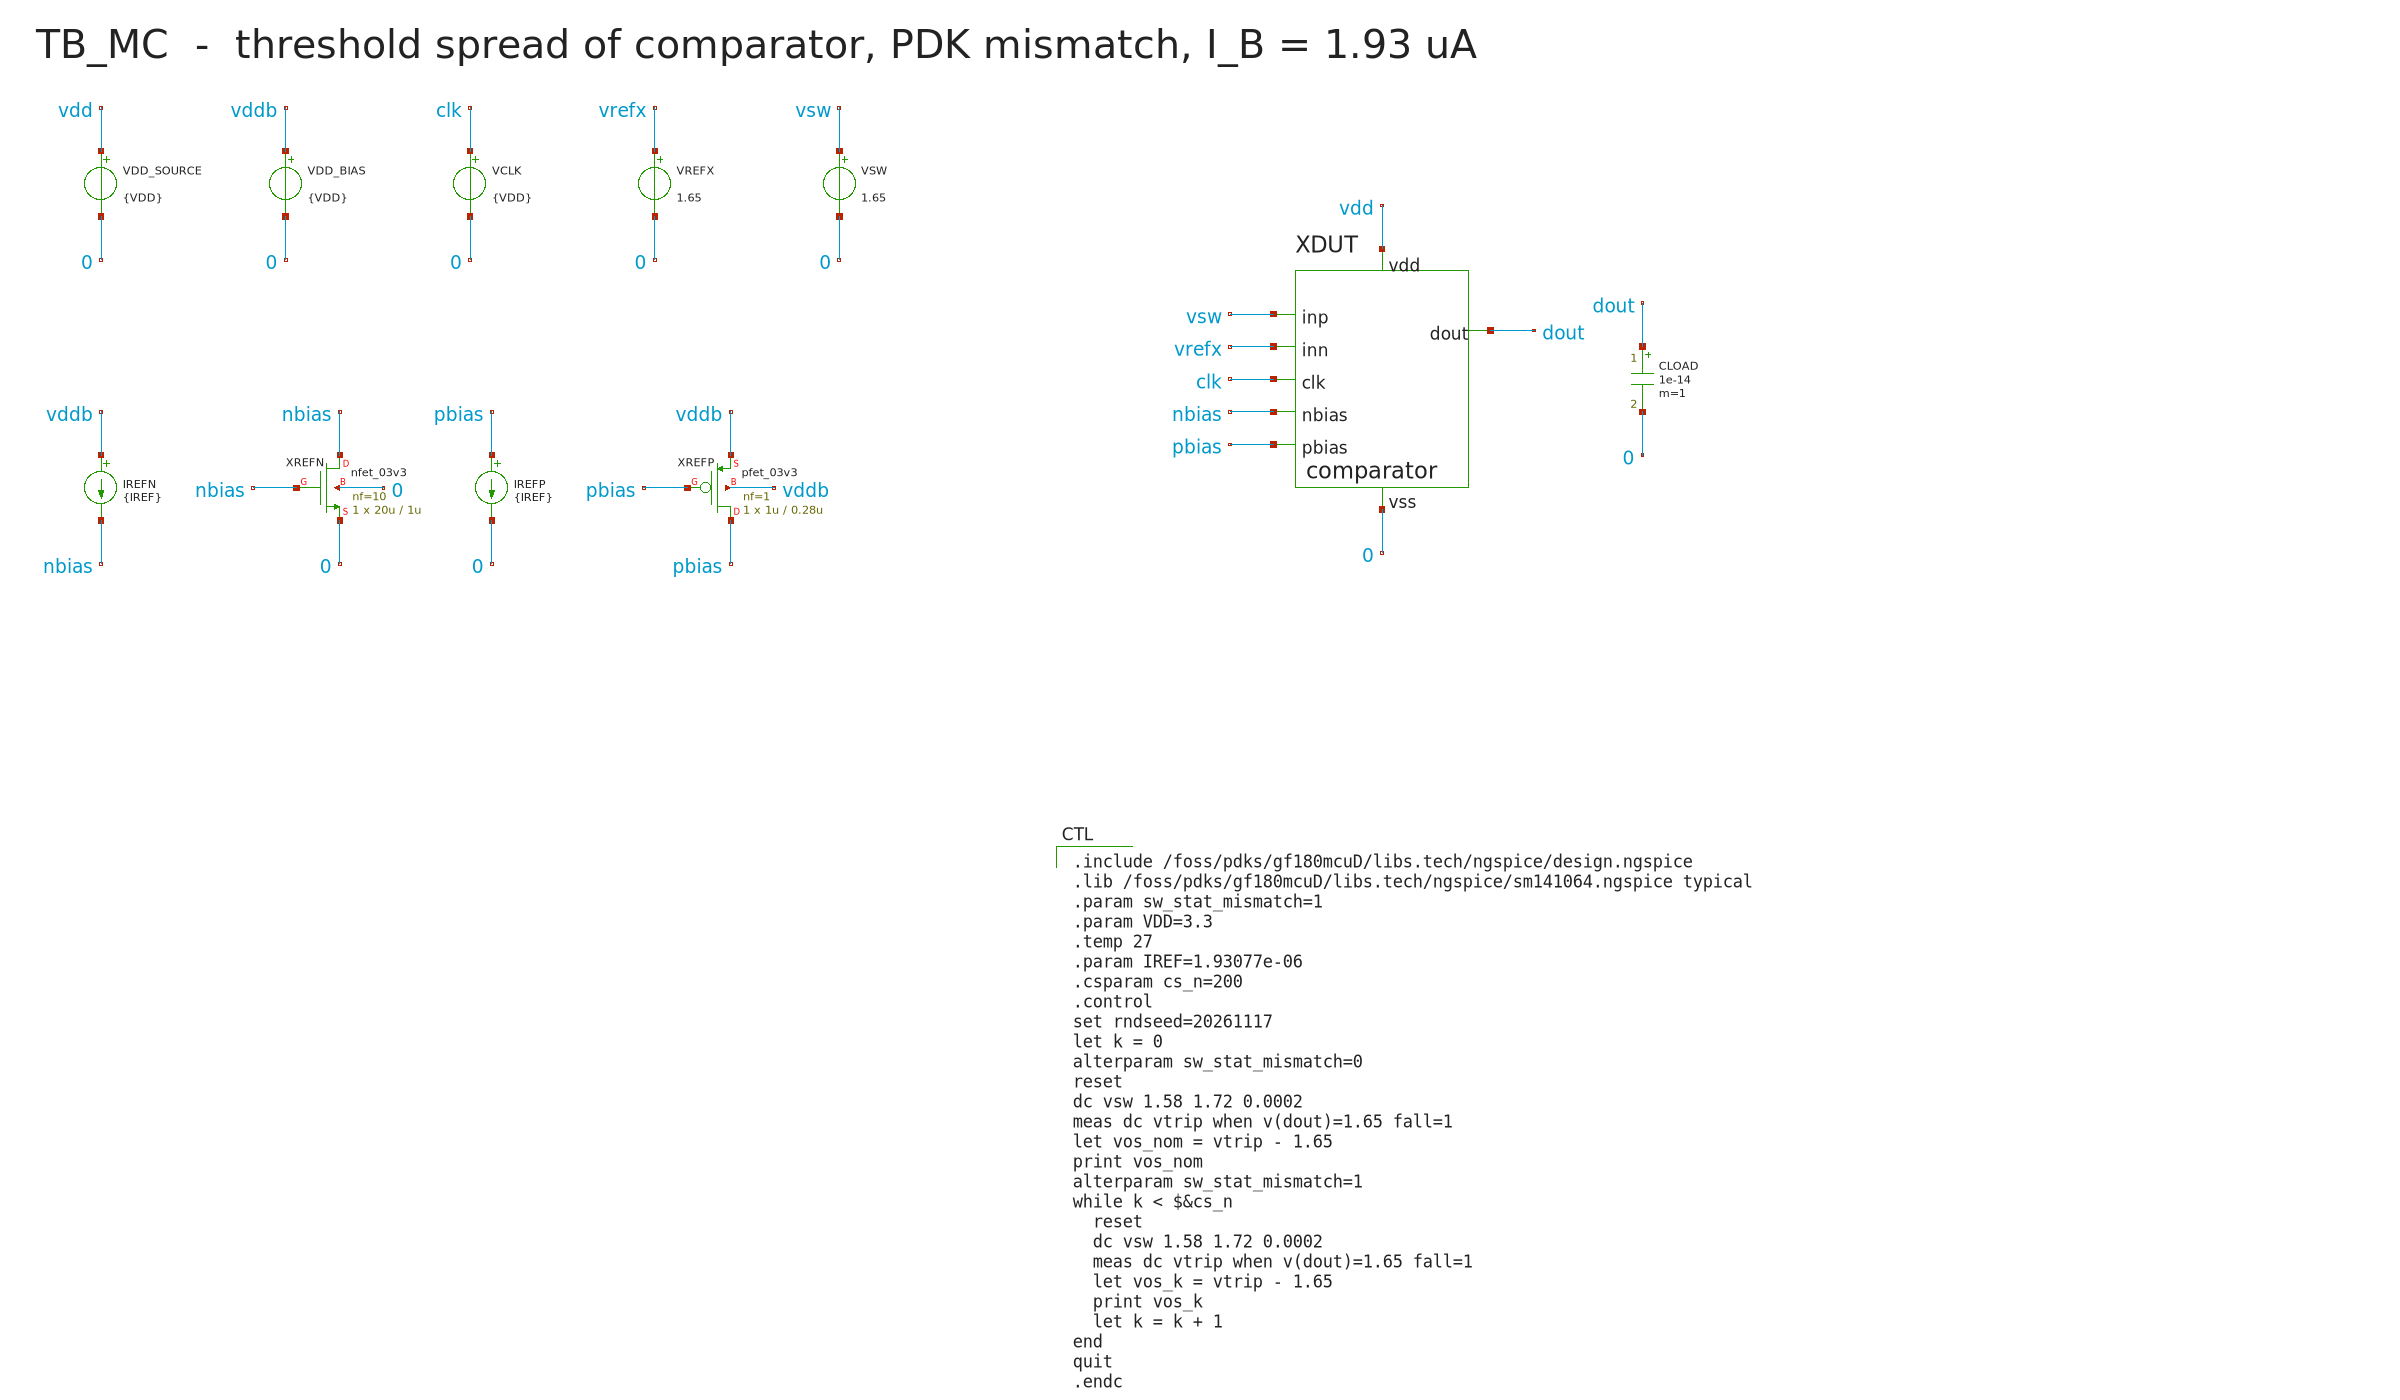 TB_MC - threshold spread of comparator, PDK mismatch, I_B = 1.93 uA
vdd
vddb
clk
vrefx
vsw
+
+
+
+
+
VDD_SOURCE
{VDD}
VDD_BIAS
{VDD}
VCLK
{VDD}
VREFX
1.65
VSW
1.65
0
0
0
0
0
vdd
XDUT
vdd
vsw
inp
vrefx
inn
clk
clk
nbias
nbias
pbias
pbias
dout
dout
comparator
vss
0
dout
1
+
CLOAD
1e-14
m=1
2
0
vddb
+
IREFN
{IREF}
nbias
nbias
XREFN
D
nfet_03v3
nbias
G
B
0
nf=10
1 x 20u / 1u
S
0
pbias
+
IREFP
{IREF}
0
vddb
XREFP
S
pfet_03v3
pbias
G
B
vddb
nf=1
1 x 1u / 0.28u
D
pbias
CTL
.include /foss/pdks/gf180mcuD/libs.tech/ngspice/design.ngspice
.lib /foss/pdks/gf180mcuD/libs.tech/ngspice/sm141064.ngspice typical
.param sw_stat_mismatch=1
.param VDD=3.3
.temp 27
.param IREF=1.93077e-06
.csparam cs_n=200
.control
set rndseed=20261117
let k = 0
alterparam sw_stat_mismatch=0
reset
dc vsw 1.58 1.72 0.0002
meas dc vtrip when v(dout)=1.65 fall=1
let vos_nom = vtrip - 1.65
print vos_nom
alterparam sw_stat_mismatch=1
while k < $&cs_n
  reset
  dc vsw 1.58 1.72 0.0002
  meas dc vtrip when v(dout)=1.65 fall=1
  let vos_k = vtrip - 1.65
  print vos_k
  let k = k + 1
end
quit
.endc